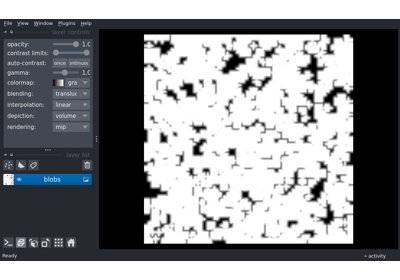 File View Window Plugins Help
layer controls
opacity: 1.0
contrast limits:
auto-contrast: once
gamma: 1.0
colormap: gra
blending: translu
interpolation: linear
depiction: volume
rendering: mip
layer list
blobs
Ready activity